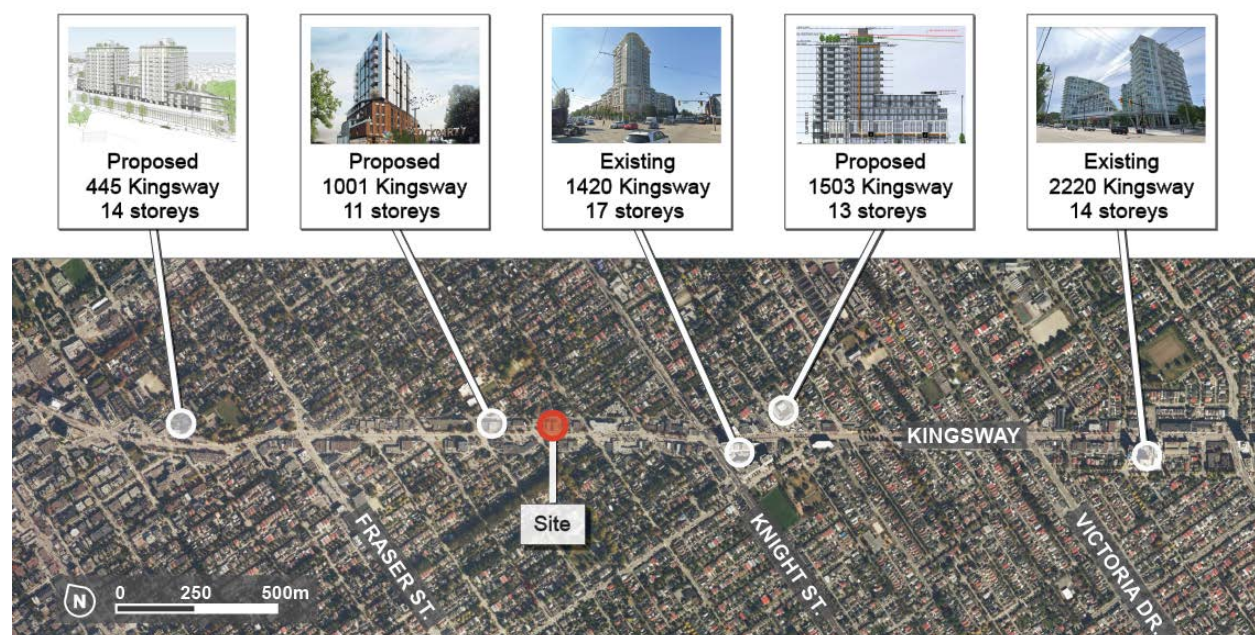 Proposed
445 Kingsway
14 storeys
Proposed
1001 Kingsway
11 storeys
Existing
1420 Kingsway
17 storeys
Proposed
1503 Kingsway
13 storeys
Existing
2220 Kingsway
14 storeys
KINGSWAY
Site
FRASER ST.
KNIGHT ST.
VICTORIA DR.
N
0 250 500m